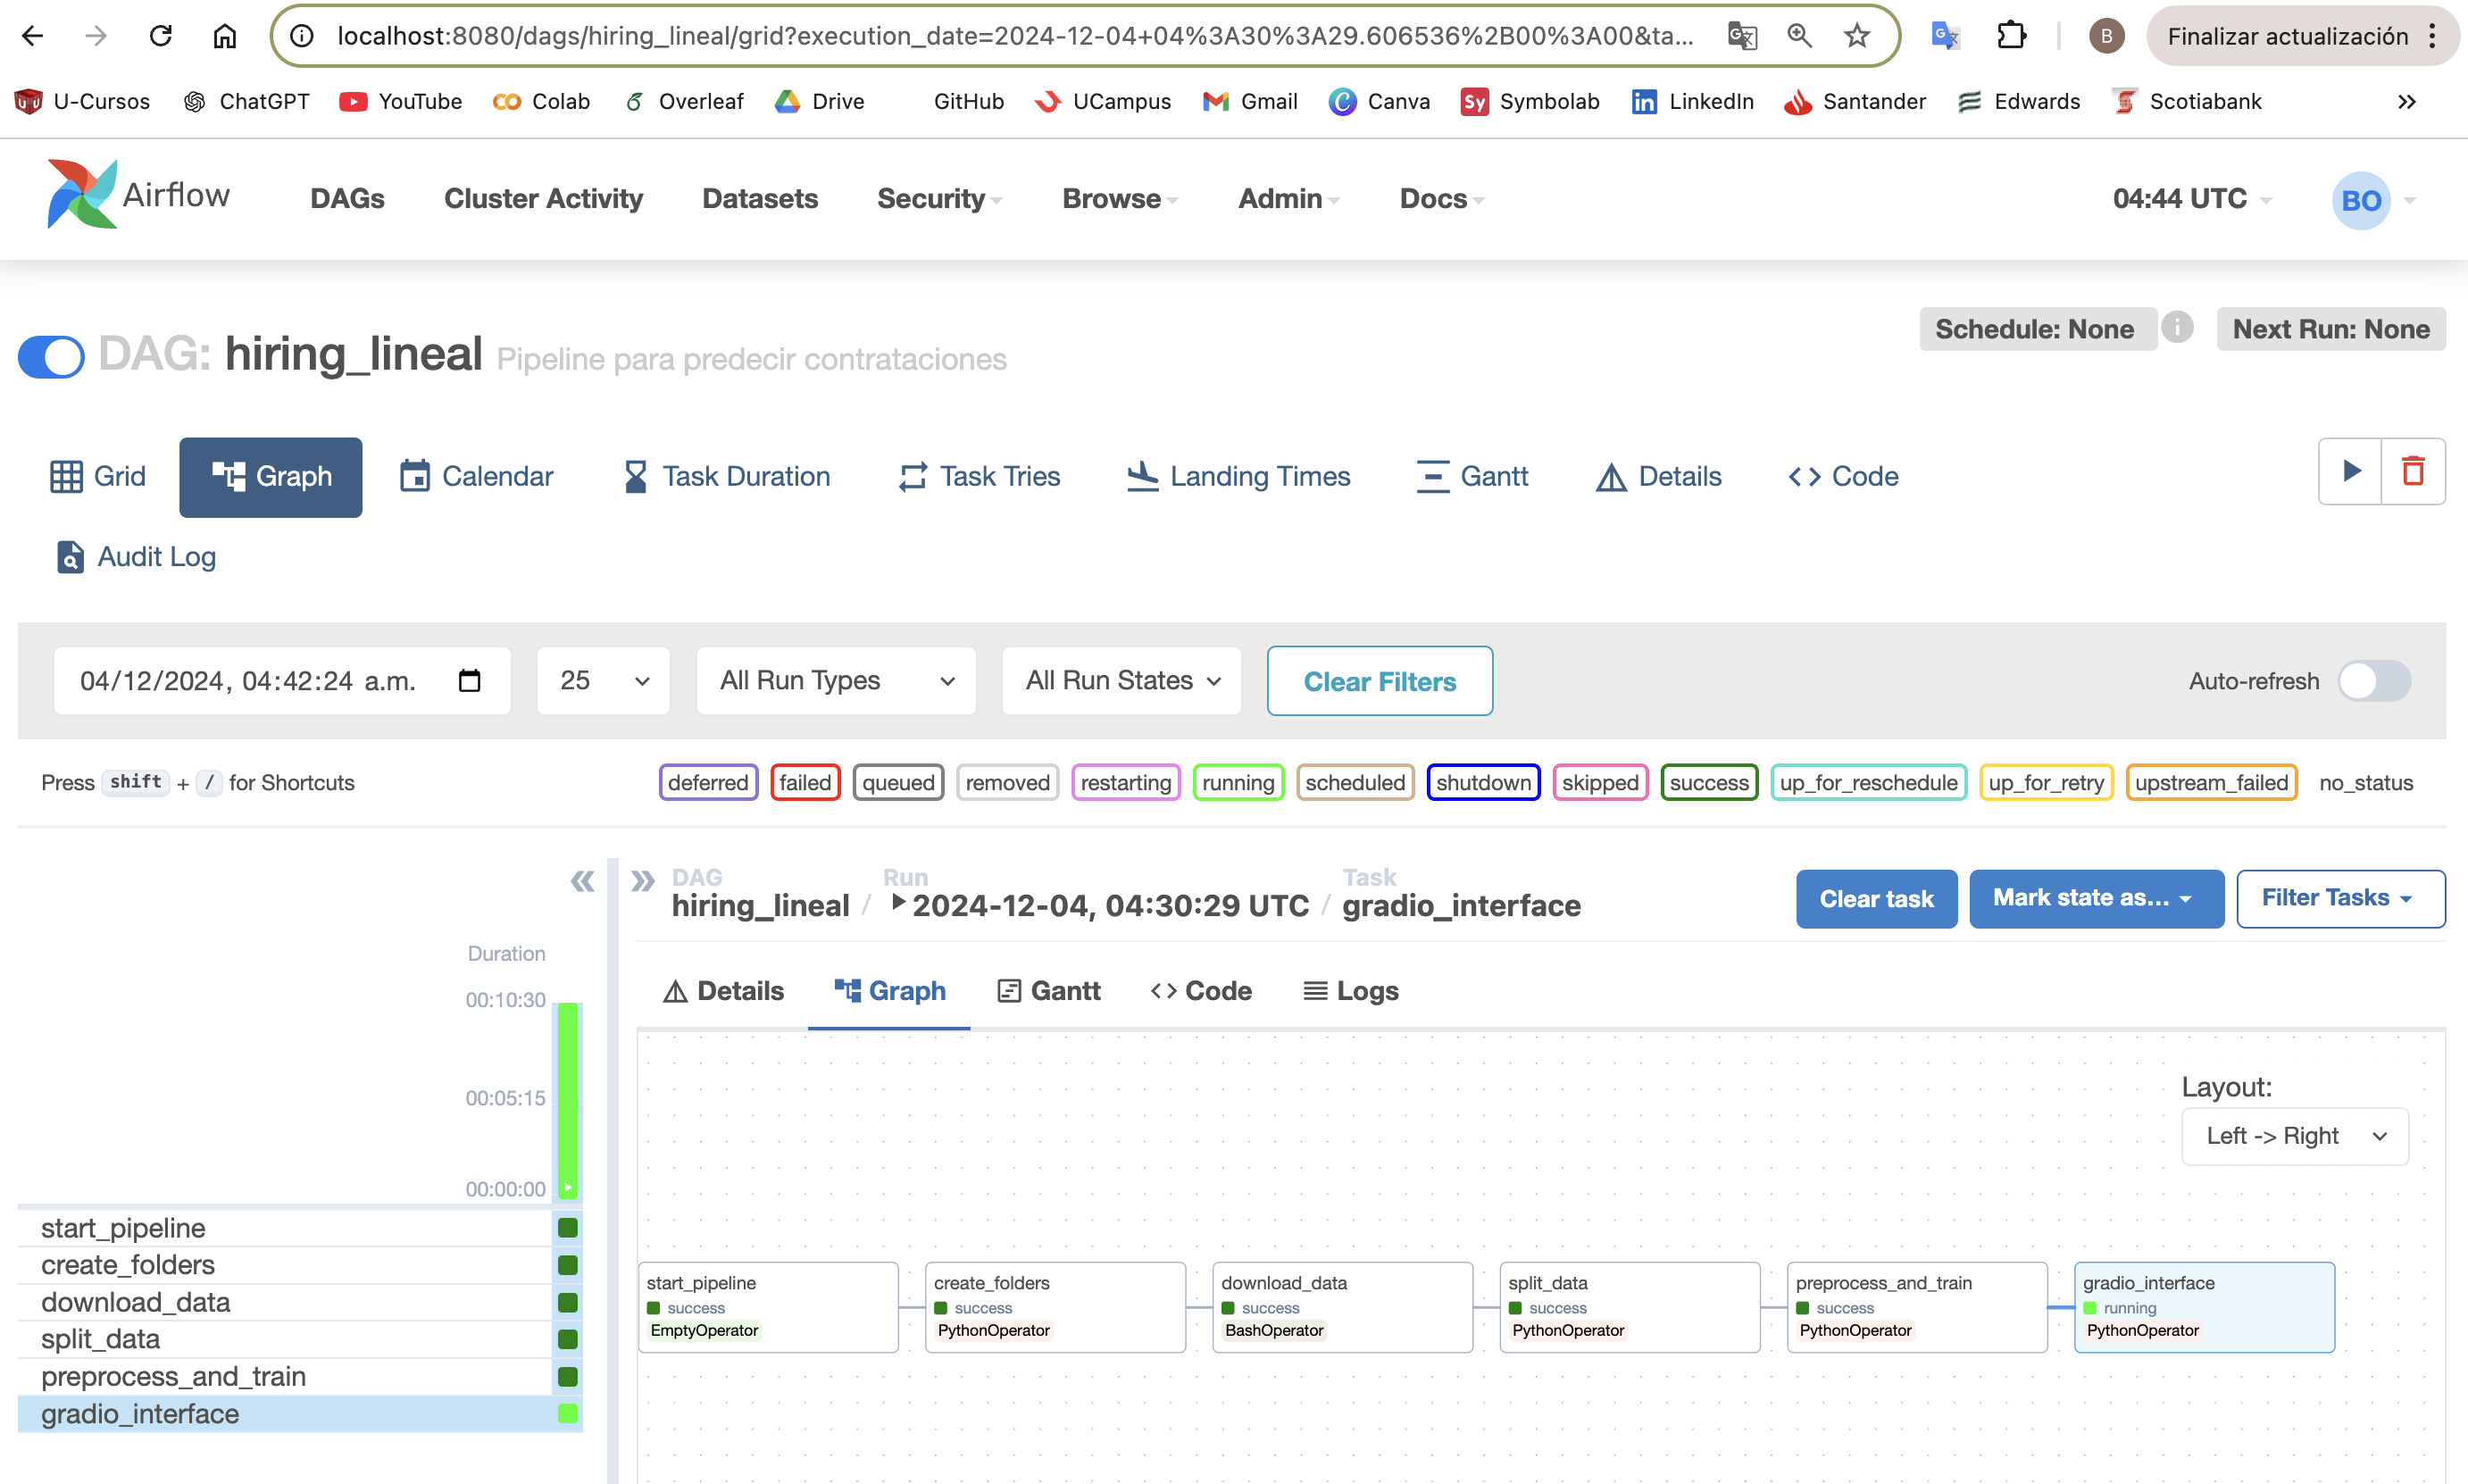 localhost:8080/dags/hiring_lineal/grid?execution_date=2024-12-04+04%3A30%3A29.606536%2B00%3A00&ta...
B
Finalizar actualización
U-Cursos
ChatGPT
YouTube
Colab
Overleaf
Drive
GitHub
UCampus
Gmail
Canva
Sy
Symbolab
in
LinkedIn
Santander
Edwards
Scotiabank
Airflow
DAGs
Cluster Activity
Datasets
Security
Browse
Admin
Docs
04:44 UTC
BO
Schedule: None
Next Run: None
DAG: hiring_lineal Pipeline para predecir contrataciones
Grid
Graph
Calendar
Task Duration
Task Tries
Landing Times
Gantt
Details
Code
Audit Log
04/12/2024, 04:42:24 a.m.
25
All Run Types
All Run States
Clear Filters
Auto-refresh
Press shift + / for Shortcuts
deferred
failed
queued
removed
restarting
running
scheduled
shutdown
skipped
success
up_for_reschedule
up_for_retry
upstream_failed
no_status
DAG
hiring_lineal
/
Run
2024-12-04, 04:30:29 UTC
/
Task
gradio_interface
Clear task
Mark state as...
Filter Tasks
Duration
00:10:30
00:05:15
00:00:00
start_pipeline
create_folders
download_data
split_data
preprocess_and_train
gradio_interface
Details
Graph
Gantt
Code
Logs
Layout:
Left -> Right
start_pipeline
success
EmptyOperator
create_folders
success
PythonOperator
download_data
success
BashOperator
split_data
success
PythonOperator
preprocess_and_train
success
PythonOperator
gradio_interface
running
PythonOperator